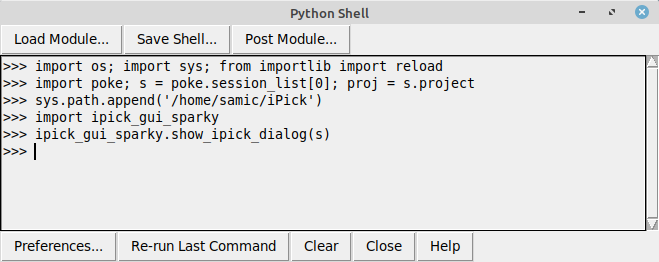 Python Shell
Load Module... Save Shell... Post Module...
>>> import os; import sys; from importlib import reload
>>> import poke; s = poke.session_list[0]; proj = s.project
>>> sys.path.append('/home/samic/iPick')
>>> import ipick_gui_sparky
>>> ipick_gui_sparky.show_ipick_dialog(s)
>>>
Preferences... Re-run Last Command Clear Close Help